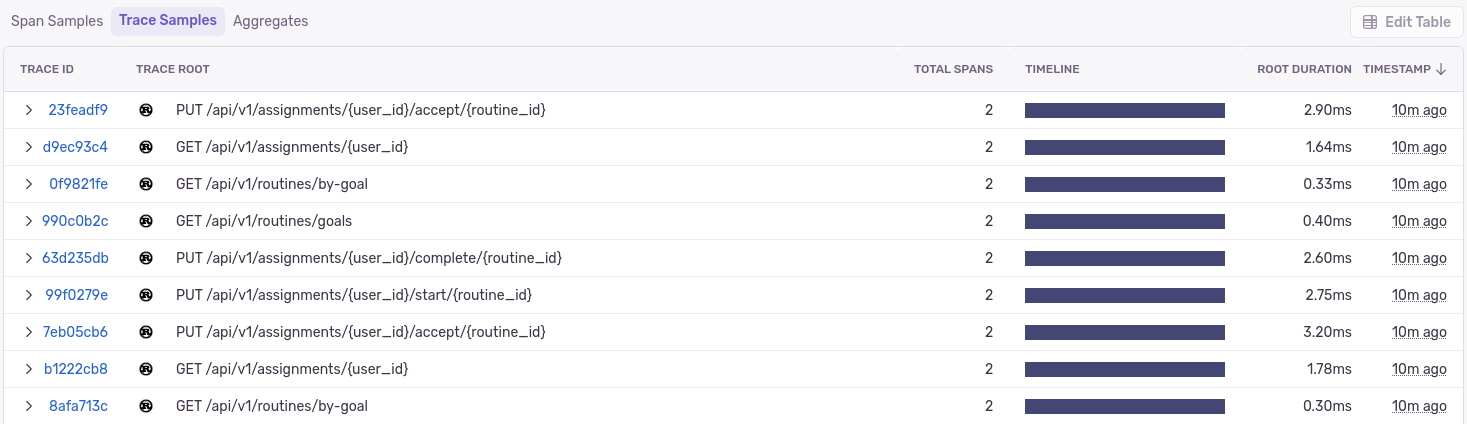 Span Samples Trace Samples Aggregates Edit Table
TRACE ID TRACE ROOT TOTAL SPANS TIMELINE ROOT DURATION TIMESTAMP
23feadf9 PUT /api/v1/assignments/{user_id}/accept/{routine_id} 2 2.90ms 10m ago
d9ec93c4 GET /api/v1/assignments/{user_id} 2 1.64ms 10m ago
0f9821fe GET /api/v1/routines/by-goal 2 0.33ms 10m ago
990c0b2c GET /api/v1/routines/goals 2 0.40ms 10m ago
63d235db PUT /api/v1/assignments/{user_id}/complete/{routine_id} 2 2.60ms 10m ago
99f0279e PUT /api/v1/assignments/{user_id}/start/{routine_id} 2 2.75ms 10m ago
7eb05cb6 PUT /api/v1/assignments/{user_id}/accept/{routine_id} 2 3.20ms 10m ago
b1222cb8 GET /api/v1/assignments/{user_id} 2 1.78ms 10m ago
8afa713c GET /api/v1/routines/by-goal 2 0.30ms 10m ago